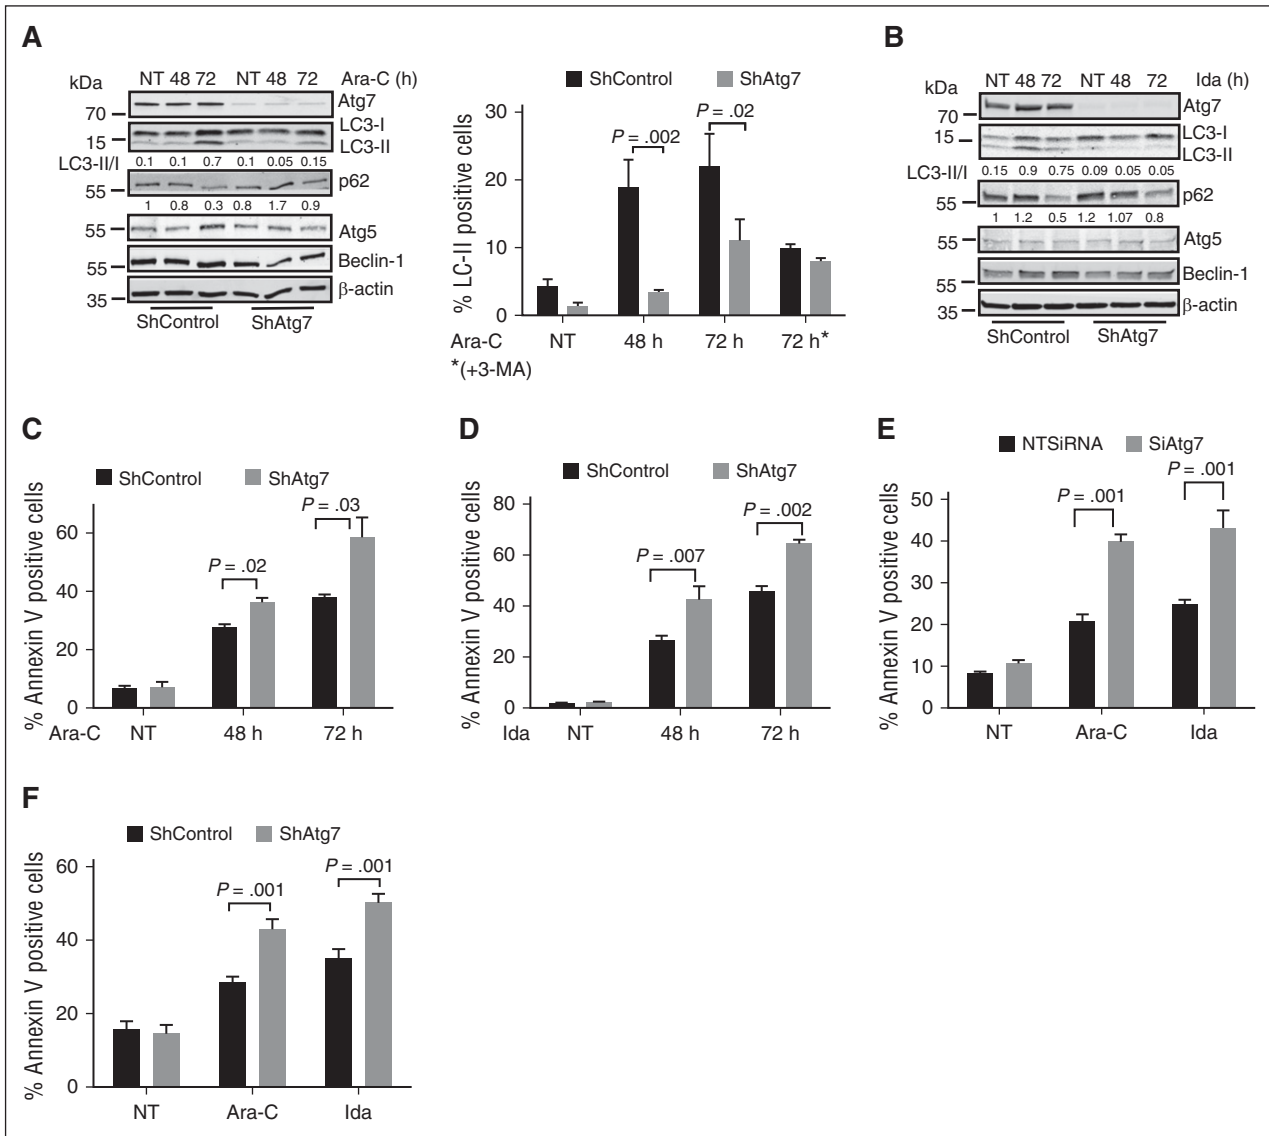 A
kDa
NT 48 72 NT 48 72 Ara-C (h)
Atg7
70
LC3-I
15
LC3-II
LC3-II/I 0.1 0.1 0.7 0.1 0.05 0.15
p62
55
1 0.8 0.3 0.8 1.7 0.9
55
Atg5
Beclin-1
55
β-actin
35
ShControl ShAtg7
ShControl ShAtg7
% LC-II positive cells
30
20
10
0
P = .002
P = .02
Ara-C NT 48 h 72 h 72 h*
*(+3-MA)
B
kDa
NT 48 72 NT 48 72 Ida (h)
Atg7
70
15
LC3-I
LC3-II
LC3-II/I 0.15 0.9 0.75 0.09 0.05 0.05
p62
55
1 1.2 0.5 1.2 1.07 0.8
55
Atg5
Beclin-1
55
β-actin
35
ShControl ShAtg7
C
ShControl ShAtg7
% Annexin V positive cells
60
40
20
0
P = .02
P = .03
Ara-C NT 48 h 72 h
D
ShControl ShAtg7
% Annexin V positive cells
80
60
40
20
0
P = .007
P = .002
Ida NT 48 h 72 h
E
NTSiRNA SiAtg7
% Annexin V positive cells
50
40
30
20
10
0
P = .001
P = .001
NT Ara-C Ida
F
ShControl ShAtg7
% Annexin V positive cells
60
40
20
0
P = .001
P = .001
NT Ara-C Ida